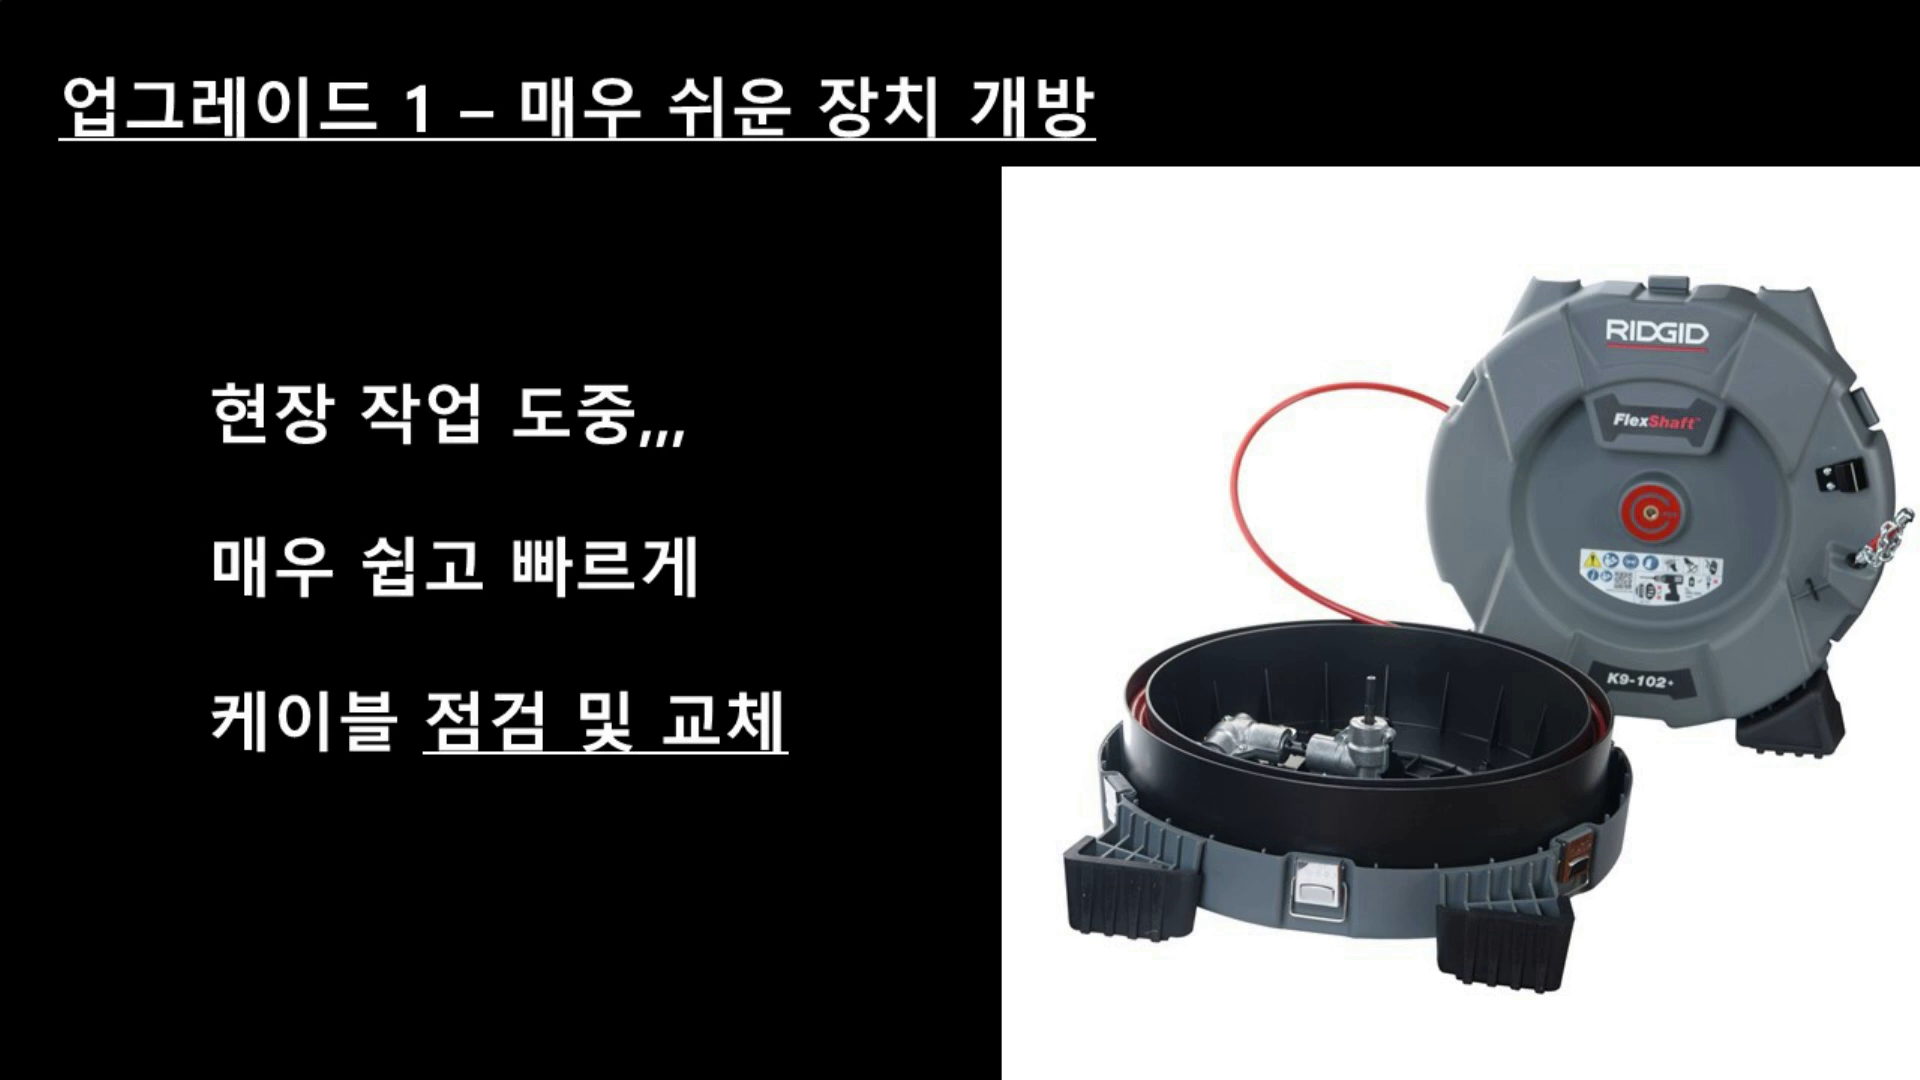 업그레이드 1 – 매우 쉬운 장치 개방
현장 작업 도중,,,
매우 쉽고 빠르게
케이블 점검 및 교체
RIDGID
FlexShaft™
K9-102+